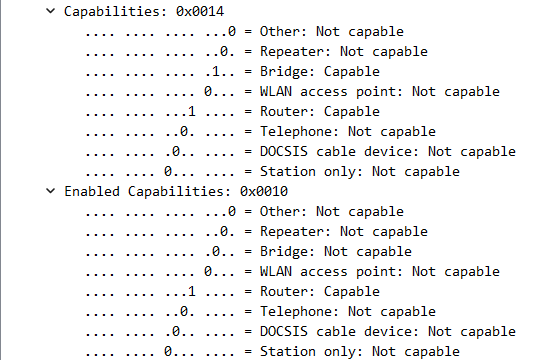 Capabilities: 0x0014
.... .... .... ...0 = Other: Not capable
.... .... .... ..0. = Repeater: Not capable
.... .... .... .1.. = Bridge: Capable
.... .... .... 0... = WLAN access point: Not capable
.... .... ...1 .... = Router: Capable
.... .... ..0. .... = Telephone: Not capable
.... .... .0.. .... = DOCSIS cable device: Not capable
.... .... 0... .... = Station only: Not capable
Enabled Capabilities: 0x0010
.... .... .... ...0 = Other: Not capable
.... .... .... ..0. = Repeater: Not capable
.... .... .... .0.. = Bridge: Not capable
.... .... .... 0... = WLAN access point: Not capable
.... .... ...1 .... = Router: Capable
.... .... ..0. .... = Telephone: Not capable
.... .... .0.. .... = DOCSIS cable device: Not capable
.... .... 0... .... = Station only: Not capable